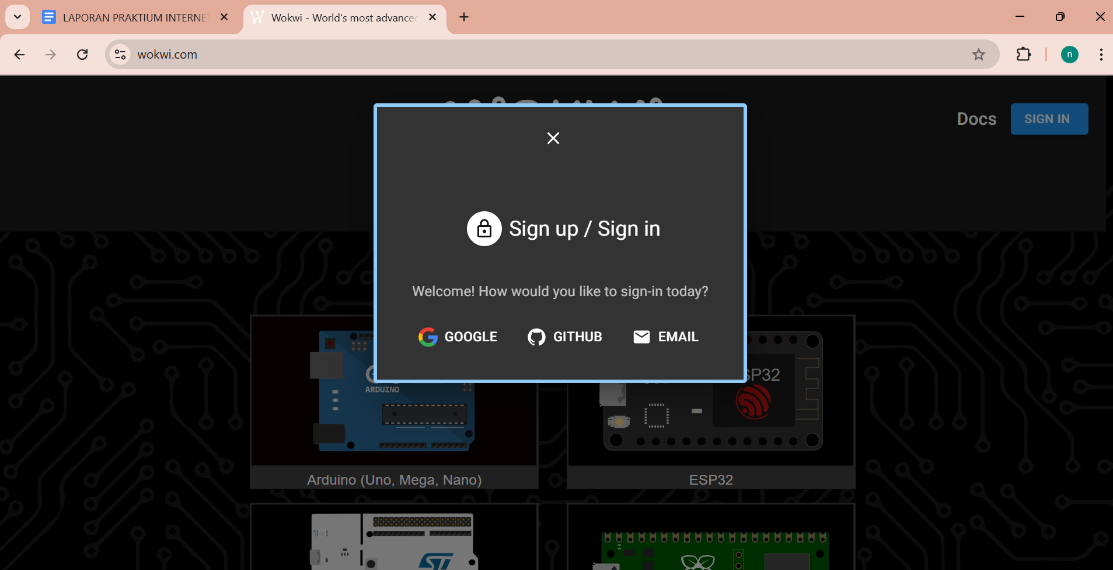 LAPORAN PRAKTIUM INTERNE
Wokwi - World's most advance
wokwi.com
n
Docs
SIGN IN
Sign up / Sign in
Welcome! How would you like to sign-in today?
GOOGLE
GITHUB
EMAIL
ARDUINO
ESP32
Arduino (Uno, Mega, Nano)
ESP32